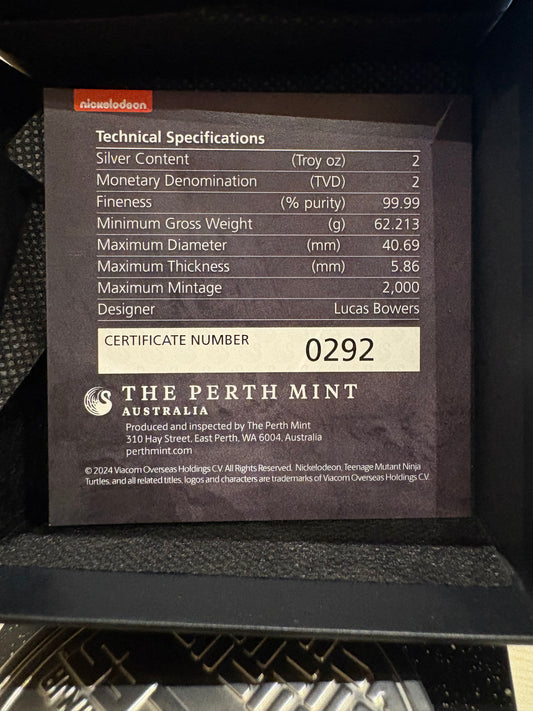 nickelodeon
Technical Specifications
Silver Content (Troy oz) 2
Monetary Denomination (TVD) 2
Fineness (% purity) 99.99
Minimum Gross Weight (g) 62.213
Maximum Diameter (mm) 40.69
Maximum Thickness (mm) 5.86
Maximum Mintage 2,000
Designer Lucas Bowers
CERTIFICATE NUMBER 0292
THE PERTH MINT
AUSTRALIA
Produced and inspected by The Perth Mint
310 Hay Street, East Perth, WA 6004, Australia
perthmint.com
© 2024 Viacom Overseas Holdings C.V. All Rights Reserved. Nickelodeon, Teenage Mutant Ninja
Turtles, and all related titles, logos and characters are trademarks of Viacom Overseas Holdings C.V.